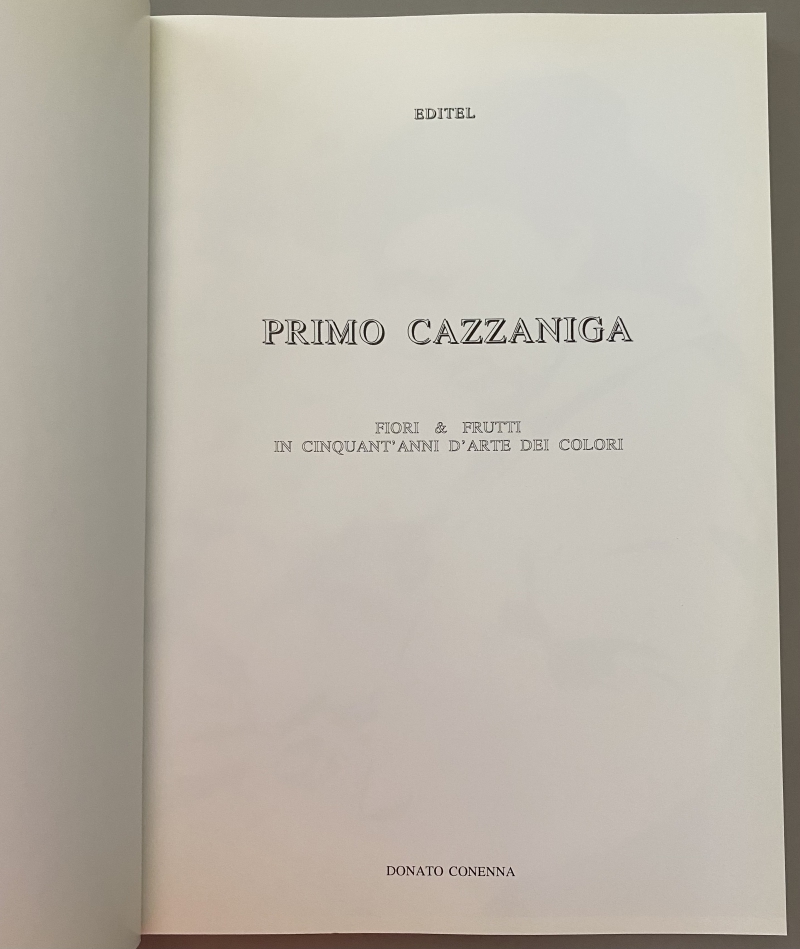 EDITEL
PRIMO CAZZANIGA
FIORI & FRUTTI
IN CINQUANT'ANNI D'ARTE DEI COLORI
DONATO CONENNA